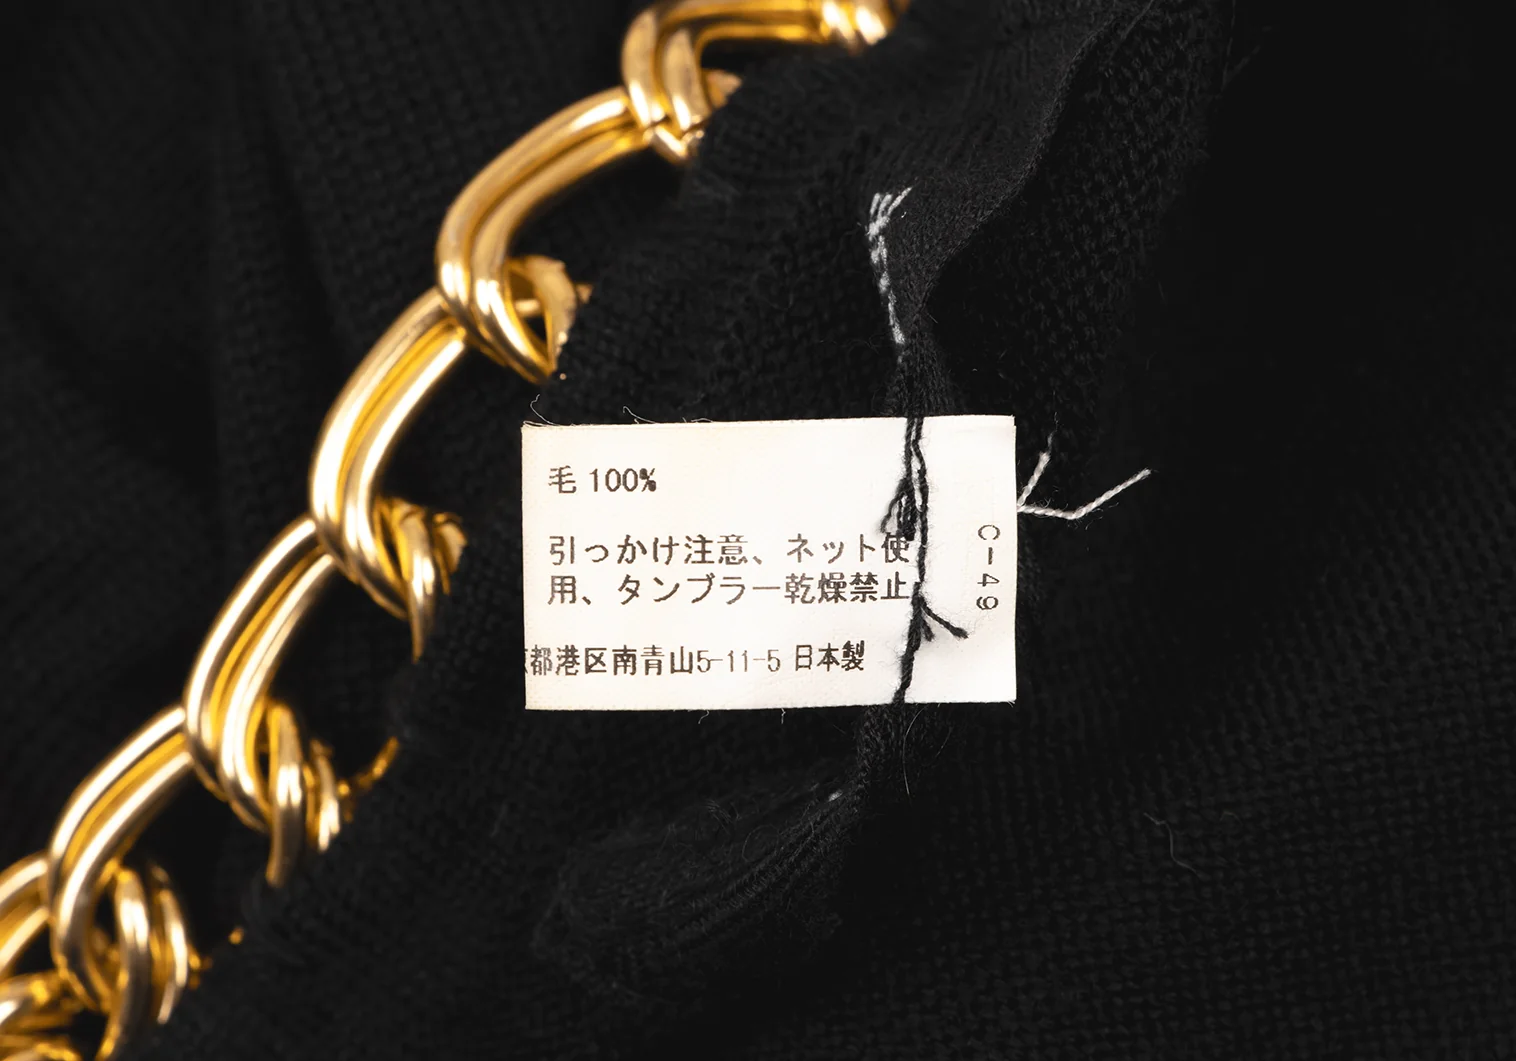 毛 100%
引っかけ注意、ネット使
用、タンブラー乾燥禁止
都港区南青山5-11-5 日本製
C-49